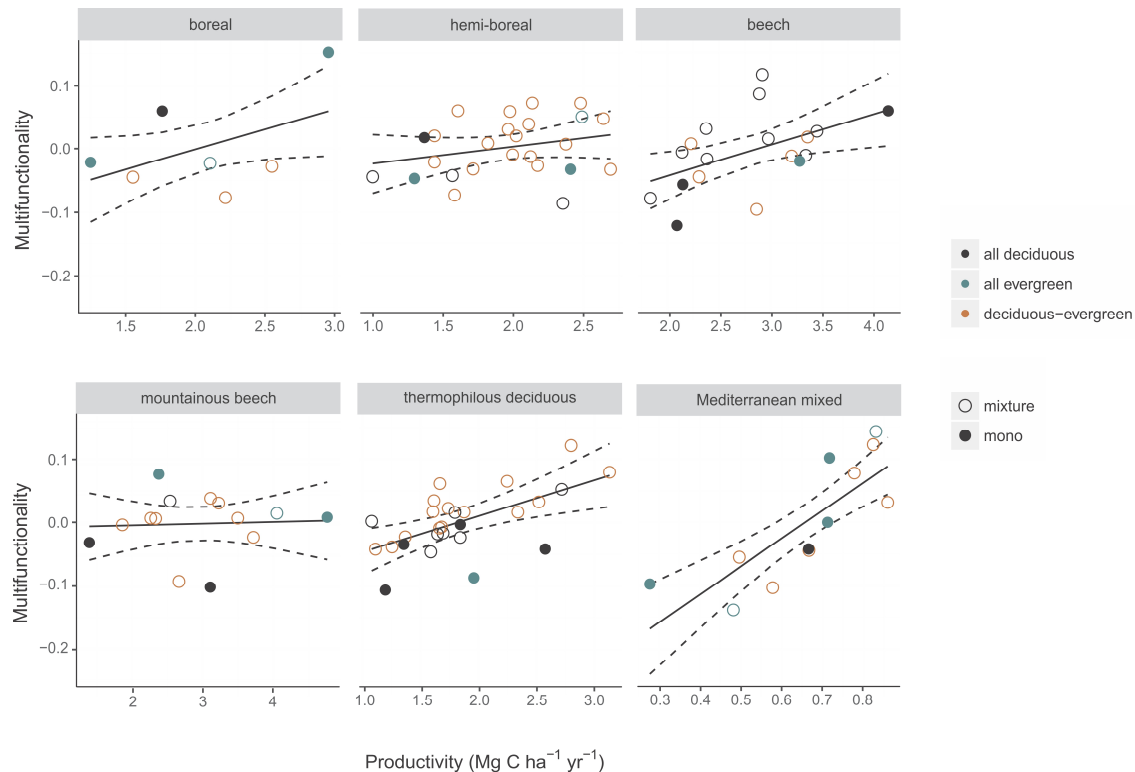 boreal
hemi-boreal
beech
Multifunctionality
0.1
0.0
−0.1
−0.2
1.5 2.0 2.5 3.0
1.0 1.5 2.0 2.5
2.0 2.5 3.0 3.5 4.0
all deciduous
all evergreen
deciduous−evergreen
mixture
mono
mountainous beech
thermophilous deciduous
Mediterranean mixed
Multifunctionality
0.1
0.0
−0.1
−0.2
2 3 4
1.0 1.5 2.0 2.5 3.0
0.3 0.4 0.5 0.6 0.7 0.8
Productivity (Mg C ha⁻¹ yr⁻¹)